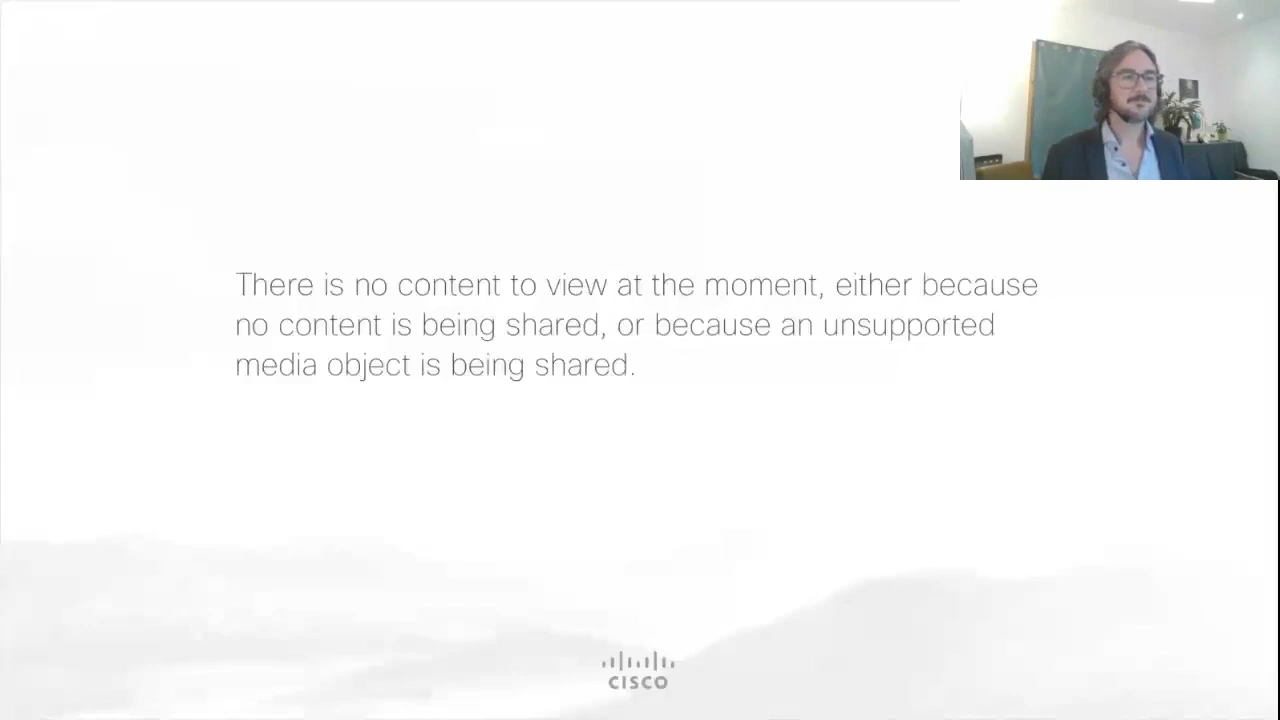 There is no content to view at the moment, either because
no content is being shared, or because an unsupported
media object is being shared.
CISCO